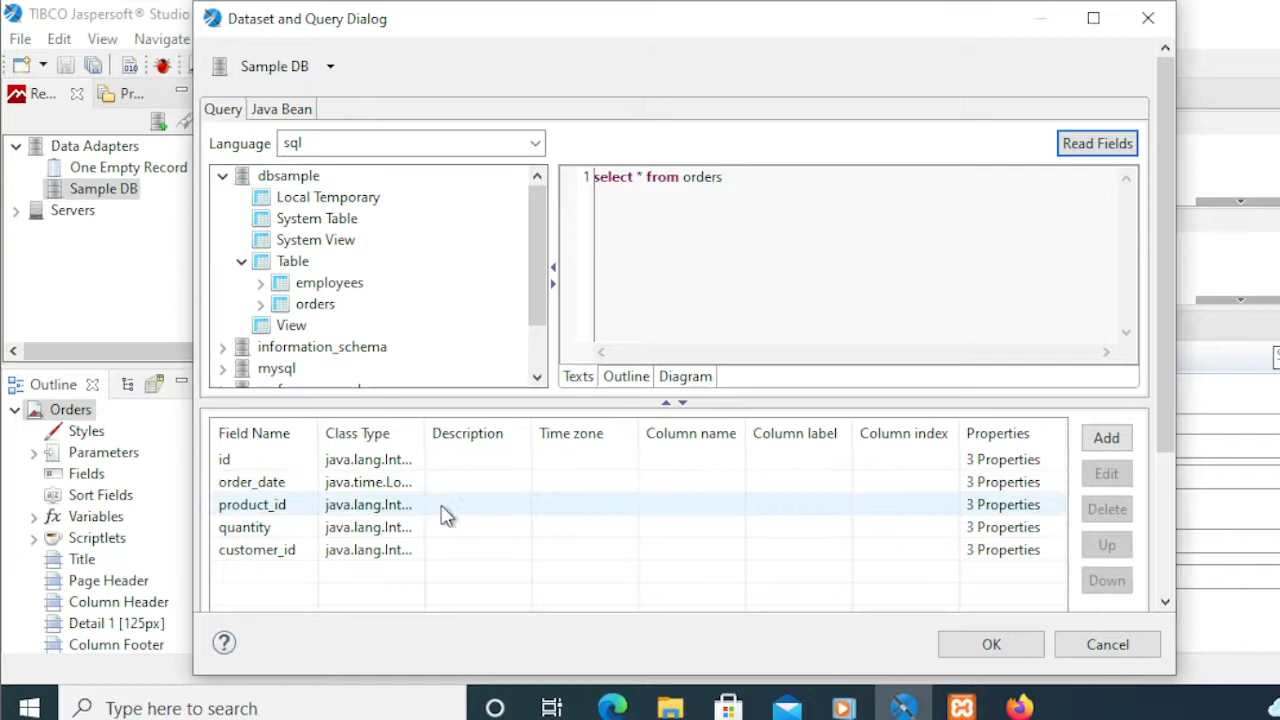 TIBCO Jaspersoft® Studio
Dataset and Query Dialog
File Edit View Navigate
Sample DB
Re... Pr...
Query Java Bean
Language sql Read Fields
Data Adapters
One Empty Record
Sample DB
Servers
dbsample
Local Temporary
System Table
System View
Table
employees
orders
View
information_schema
mysql
1 select * from orders
Texts Outline Diagram
Outline
Orders
Styles
Parameters
Fields
Sort Fields
fx Variables
Scriptlets
Title
Page Header
Column Header
Detail 1 [125px]
Column Footer
Field Name Class Type Description Time zone Column name Column label Column index Properties
id java.lang.Int... 3 Properties
order_date java.time.Lo... 3 Properties
product_id java.lang.Int... 3 Properties
quantity java.lang.Int... 3 Properties
customer_id java.lang.Int... 3 Properties
Add
Edit
Delete
Up
Down
OK Cancel
Type here to search